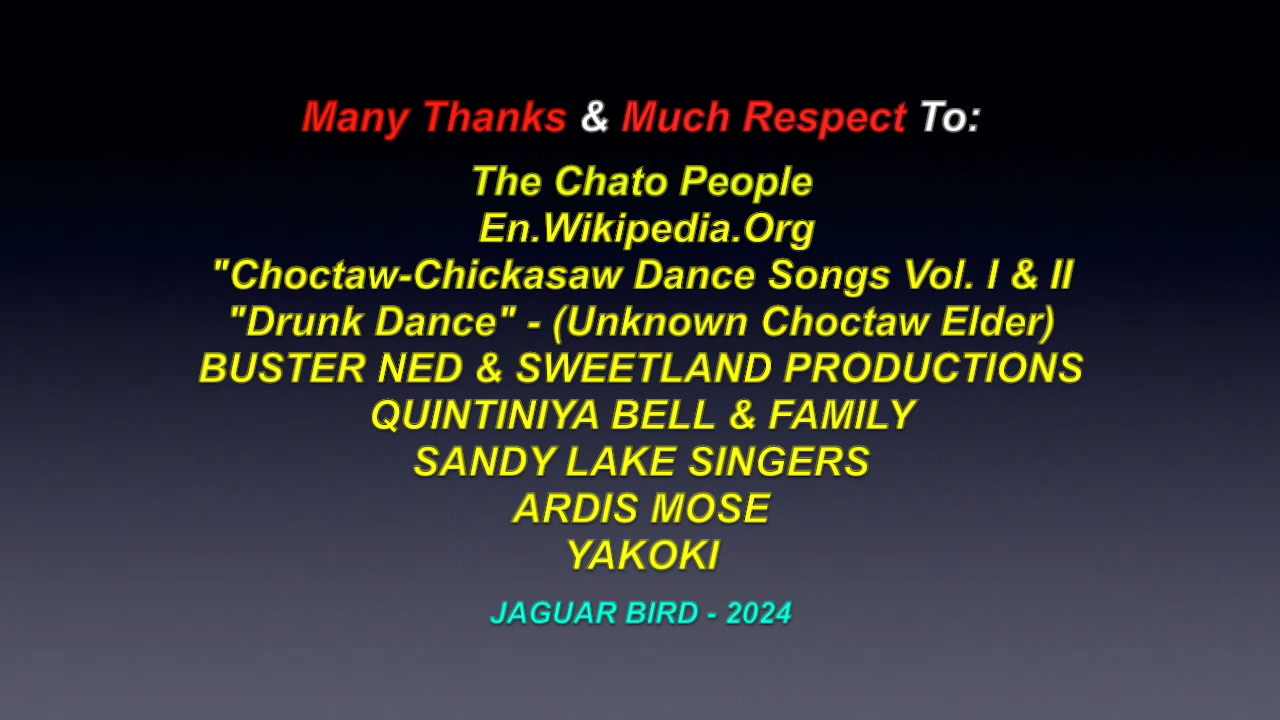 Many Thanks & Much Respect To:
The Chato People
En.Wikipedia.Org
"Choctaw-Chickasaw Dance Songs Vol. I & II
"Drunk Dance" - (Unknown Choctaw Elder)
BUSTER NED & SWEETLAND PRODUCTIONS
QUINTINIYA BELL & FAMILY
SANDY LAKE SINGERS
ARDIS MOSE
YAKOKI
JAGUAR BIRD - 2024